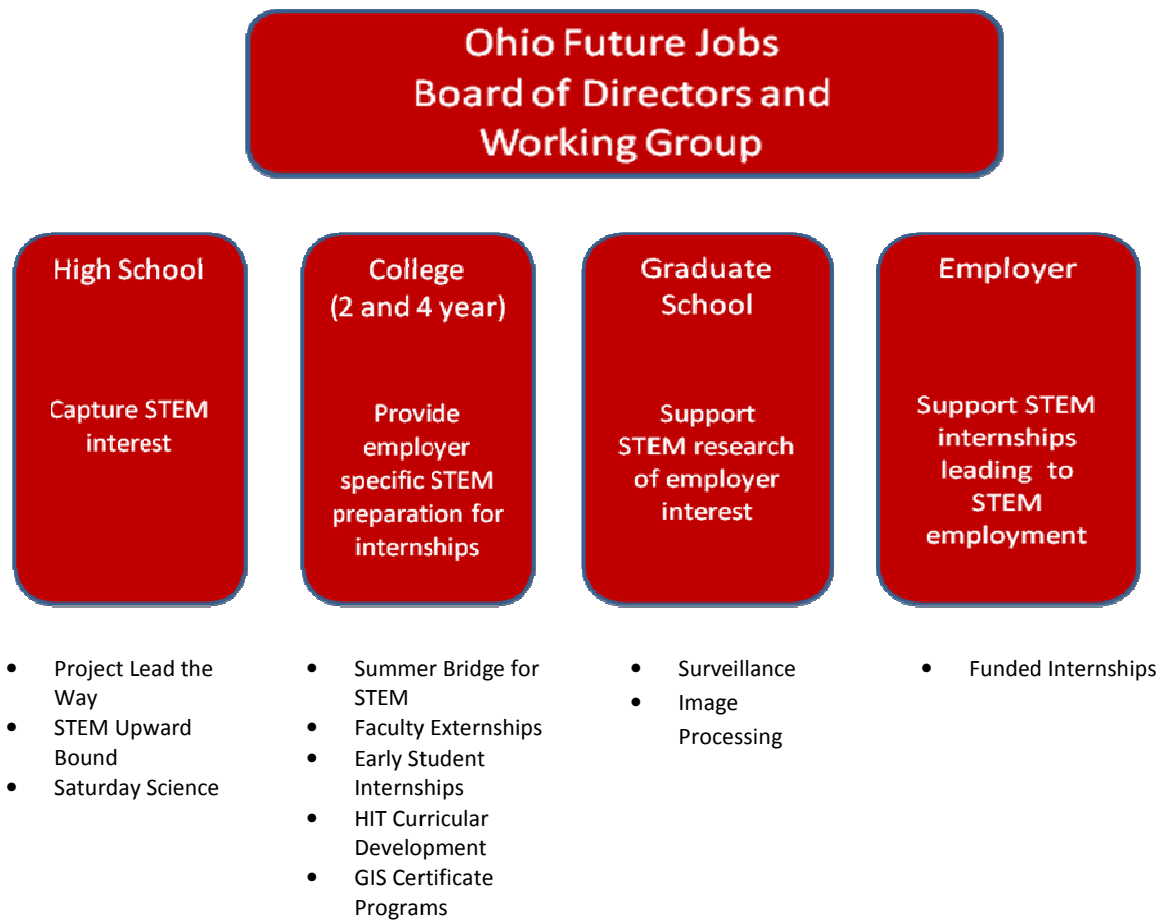 Ohio Future Jobs
Board of Directors and
Working Group
High School
Capture STEM
interest
College
(2 and 4 year)
Provide
employer
specific STEM
preparation for
internships
Graduate
School
Support
STEM research
of employer
interest
Employer
Support STEM
internships
leading to
STEM
employment
• Project Lead the
Way
• STEM Upward
Bound
• Saturday Science
• Summer Bridge for
STEM
• Faculty Externships
• Early Student
Internships
• HIT Curricular
Development
• GIS Certificate
Programs
• Surveillance
• Image
Processing
• Funded Internships